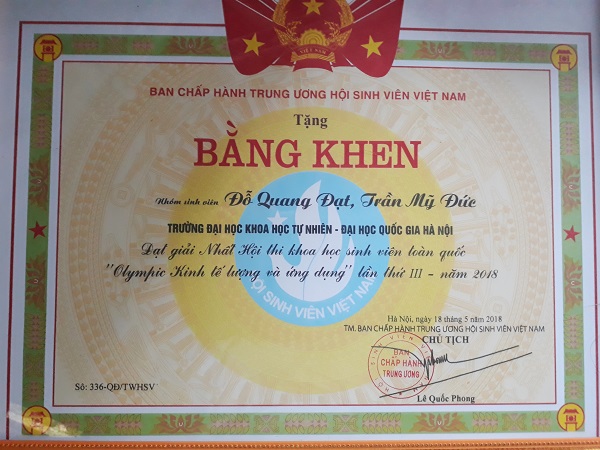 VIỆT NAM
BAN CHẤP HÀNH TRUNG ƯƠNG HỘI SINH VIÊN VIỆT NAM
Tặng
BẰNG KHEN
Nhóm sinh viên Đỗ Quang Đạt, Trần Mỹ Đức
TRƯỜNG ĐẠI HỌC KHOA HỌC TỰ NHIÊN - ĐẠI HỌC QUỐC GIA HÀ NỘI
Đạt giải Nhất Hội thi khoa học sinh viên toàn quốc
"Olympic Kinh tế lượng và ứng dụng" lần thứ III - năm 2018
HỘI SINH VIÊN VIỆT NAM
Hà Nội, ngày 18 tháng 5 năm 2018
TM. BAN CHẤP HÀNH TRUNG ƯƠNG HỘI SINH VIÊN VIỆT NAM
CHỦ TỊCH
BAN
CHẤP HÀNH
TRUNG ƯƠNG
Số: 336-QĐ/TWHSV
Lê Quốc Phong